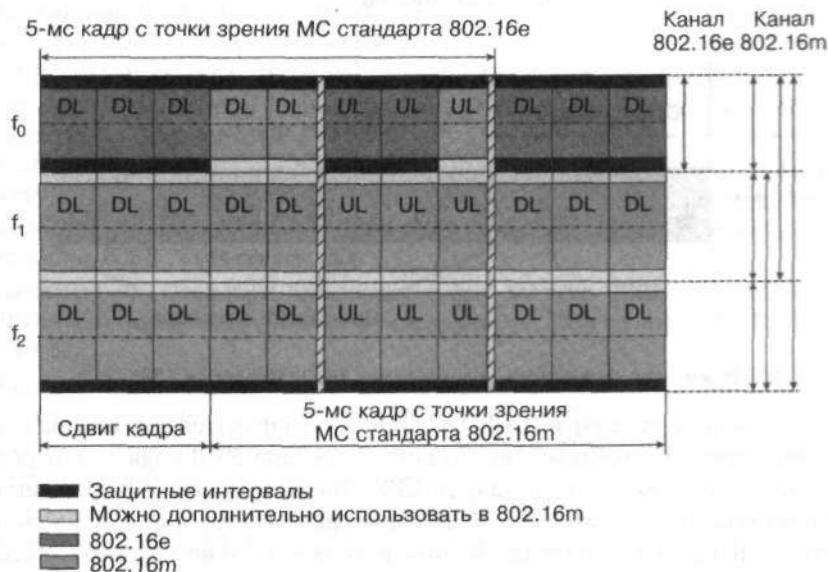 5-мс кадр с точки зрения МС стандарта 802.16e
Канал Канал
802.16e 802.16m
f0 DL DL DL DL DL UL UL UL DL DL DL
f1 DL DL DL DL DL UL UL UL DL DL DL
f2 DL DL DL DL DL UL UL UL DL DL DL
Сдвиг кадра
5-мс кадр с точки зрения
МС стандарта 802.16m
Защитные интервалы
Можно дополнительно использовать в 802.16m
802.16e
802.16m